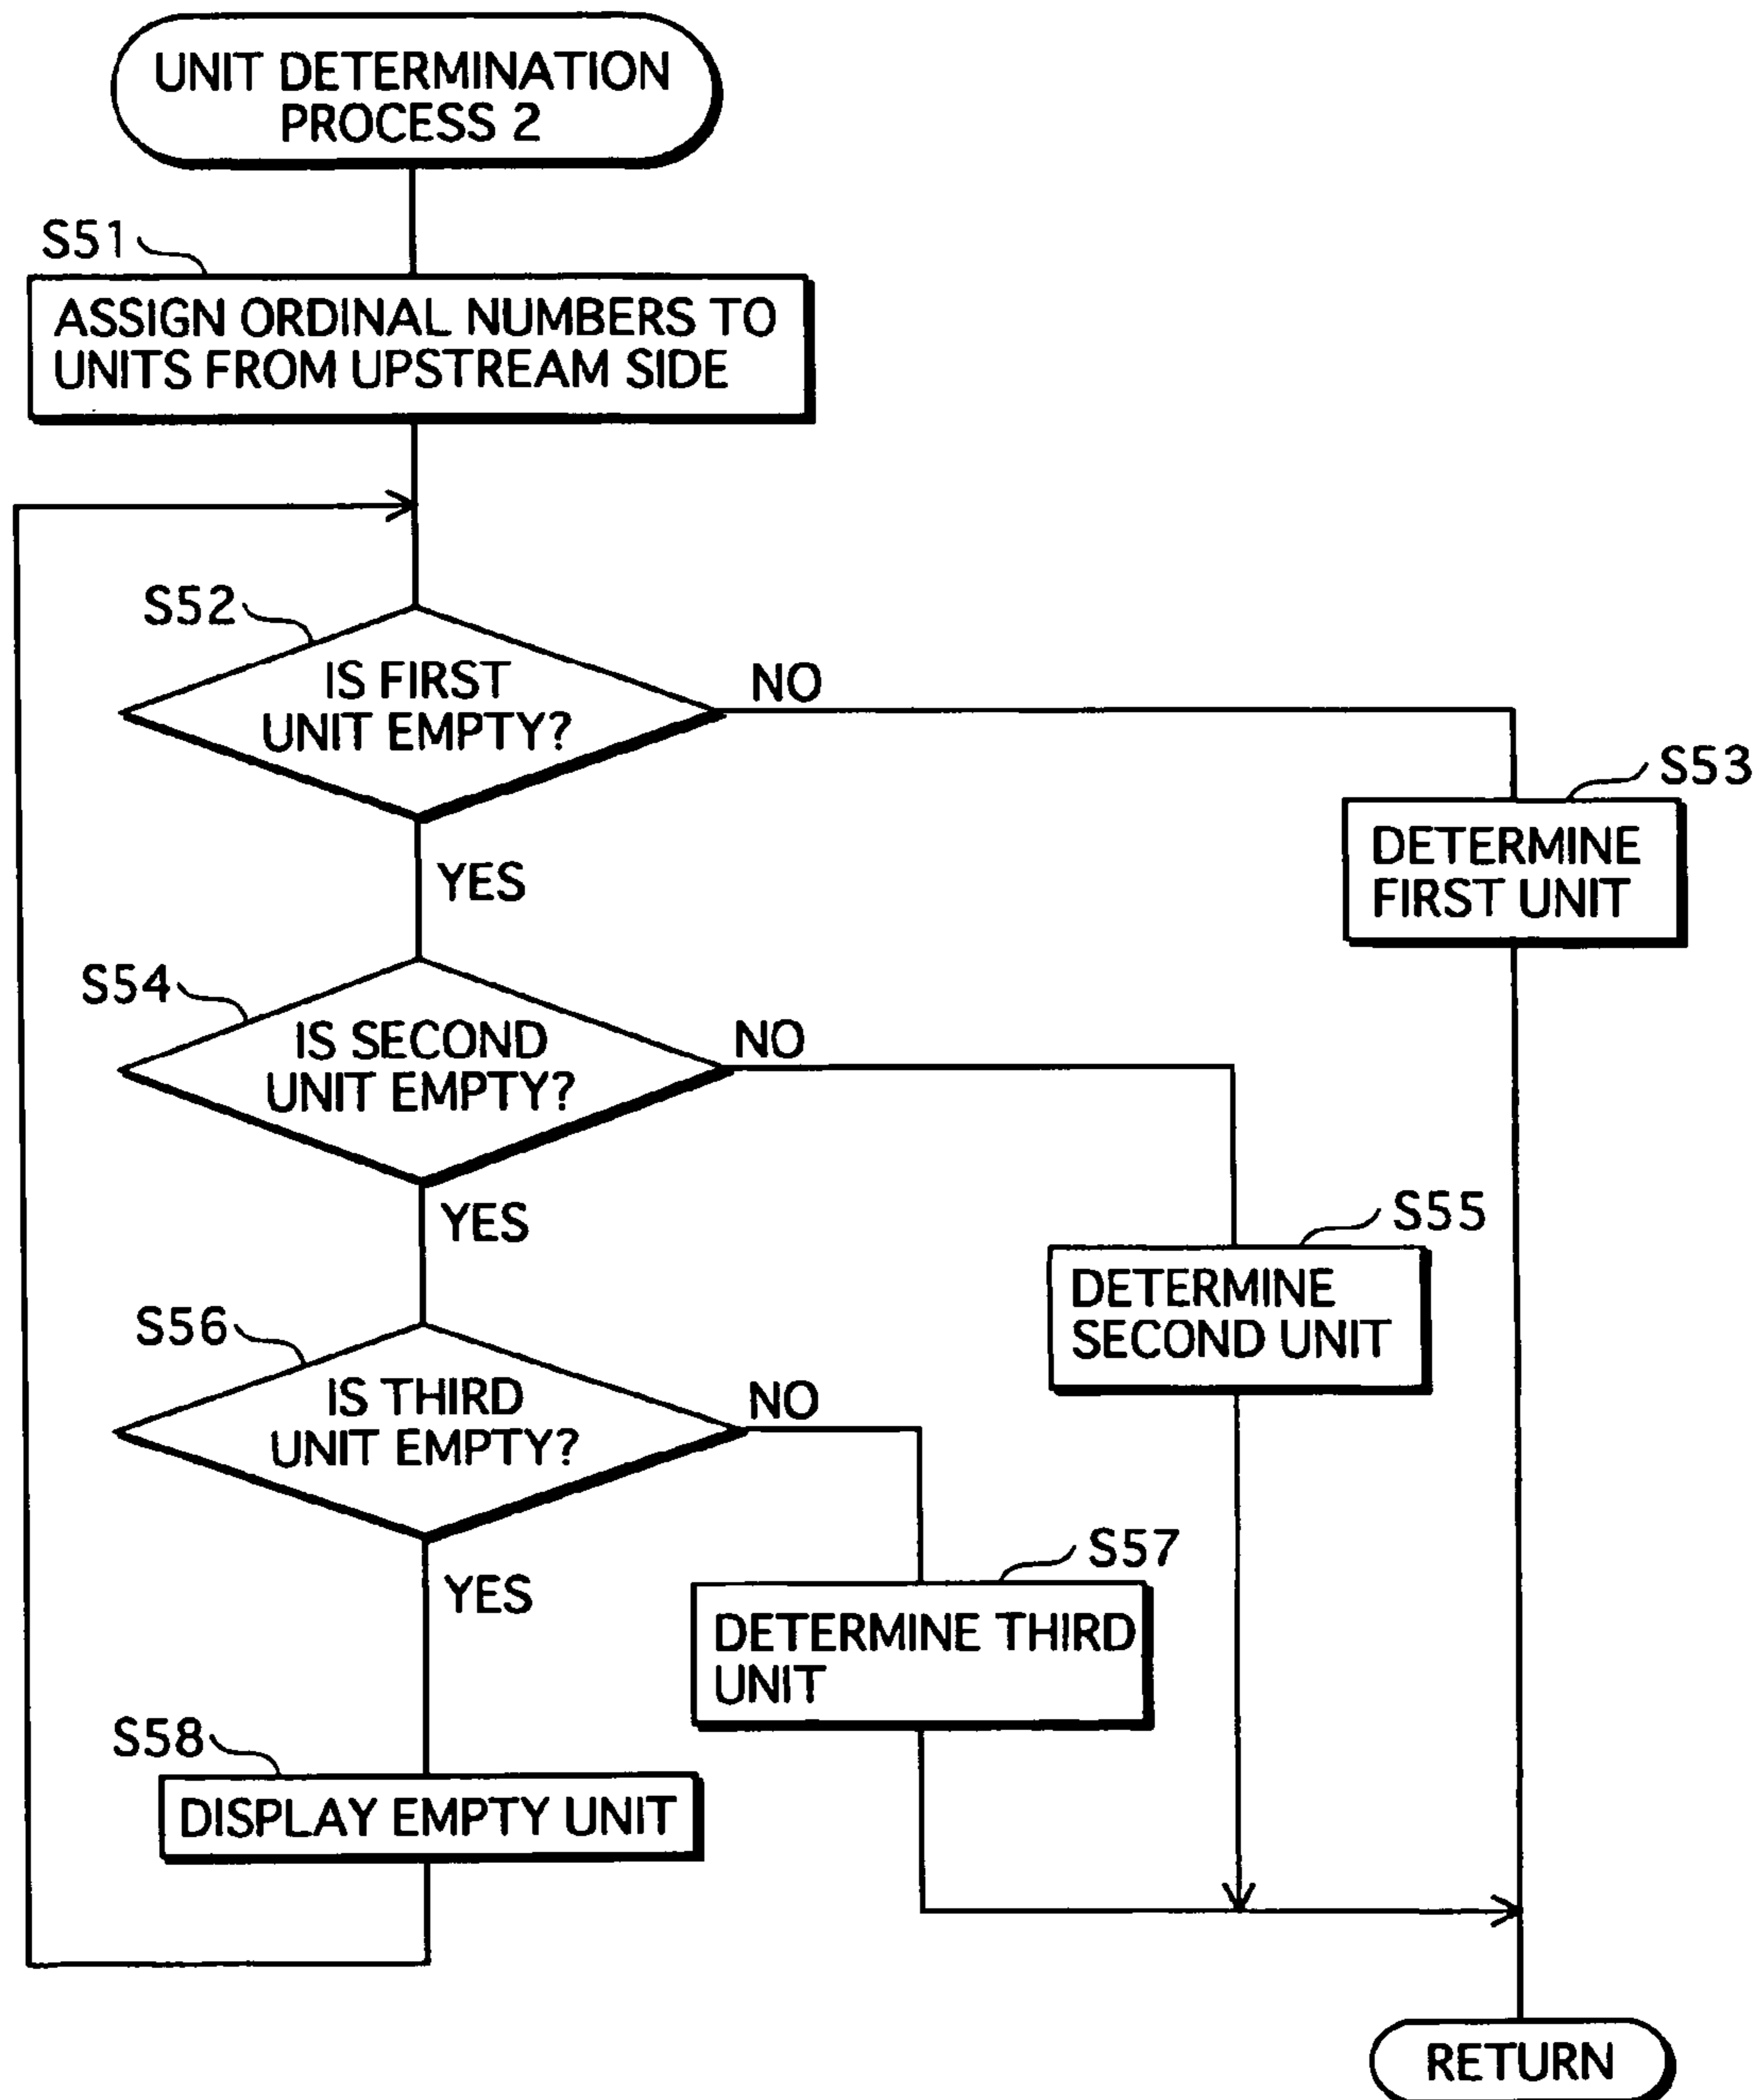 UNIT DETERMINATION
PROCESS 2
S51
ASSIGN ORDINAL NUMBERS TO
UNITS FROM UPSTREAM SIDE
S52
IS FIRST
UNIT EMPTY?
NO
S53
DETERMINE
FIRST UNIT
YES
S54
IS SECOND
UNIT EMPTY?
NO
S55
DETERMINE
SECOND UNIT
YES
S56
IS THIRD
UNIT EMPTY?
NO
S57
DETERMINE THIRD
UNIT
YES
S58
DISPLAY EMPTY UNIT
RETURN